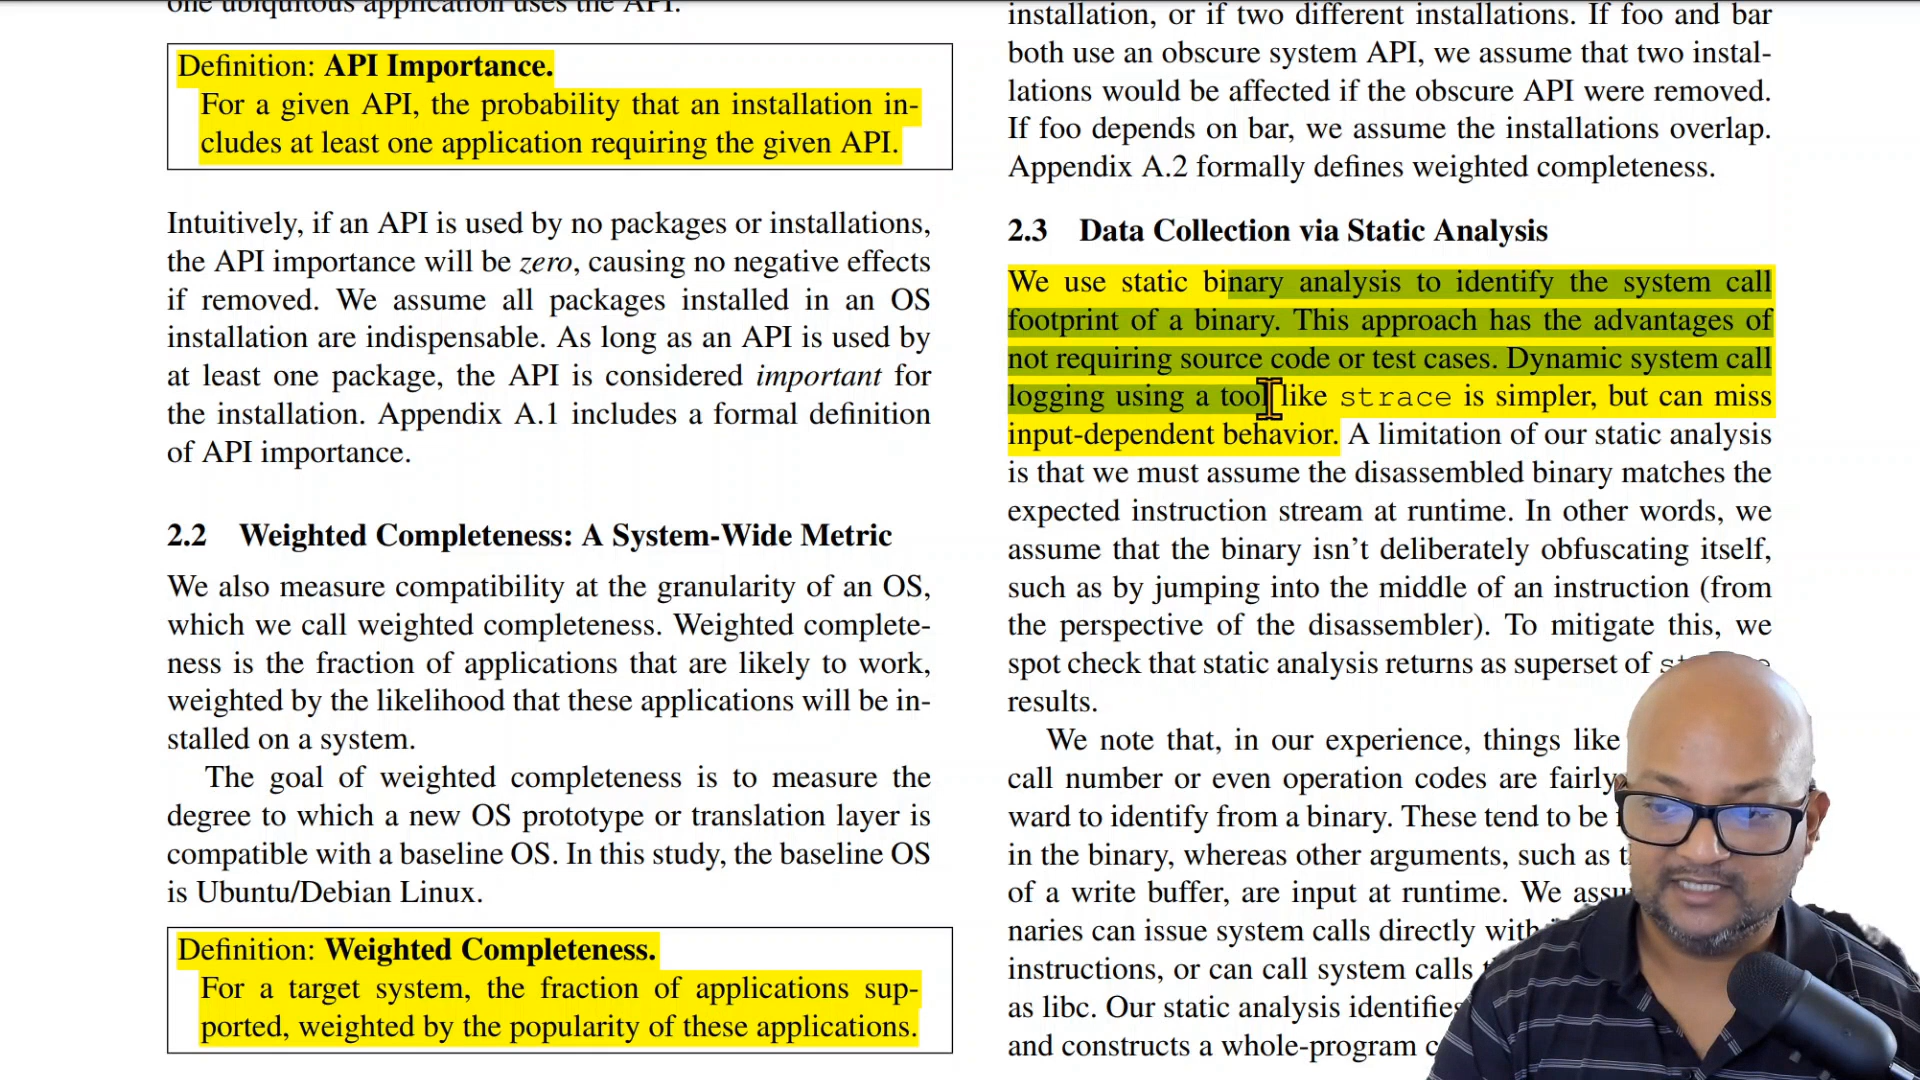 one ubiquitous application uses the API.
Definition: API Importance.
For a given API, the probability that an installation in-
cludes at least one application requiring the given API.
Intuitively, if an API is used by no packages or installations,
the API importance will be zero, causing no negative effects
if removed. We assume all packages installed in an OS
installation are indispensable. As long as an API is used by
at least one package, the API is considered important for
the installation. Appendix A.1 includes a formal definition
of API importance.
2.2 Weighted Completeness: A System-Wide Metric
We also measure compatibility at the granularity of an OS,
which we call weighted completeness. Weighted complete-
ness is the fraction of applications that are likely to work,
weighted by the likelihood that these applications will be in-
stalled on a system.
The goal of weighted completeness is to measure the
degree to which a new OS prototype or translation layer is
compatible with a baseline OS. In this study, the baseline OS
is Ubuntu/Debian Linux.
Definition: Weighted Completeness.
For a target system, the fraction of applications sup-
ported, weighted by the popularity of these applications.
installation, or if two different installations. If foo and bar
both use an obscure system API, we assume that two instal-
lations would be affected if the obscure API were removed.
If foo depends on bar, we assume the installations overlap.
Appendix A.2 formally defines weighted completeness.
2.3 Data Collection via Static Analysis
We use static binary analysis to identify the system call
footprint of a binary. This approach has the advantages of
not requiring source code or test cases. Dynamic system call
logging using a tool like strace is simpler, but can miss
input-dependent behavior. A limitation of our static analysis
is that we must assume the disassembled binary matches the
expected instruction stream at runtime. In other words, we
assume that the binary isn't deliberately obfuscating itself,
such as by jumping into the middle of an instruction (from
the perspective of the disassembler). To mitigate this, we
spot check that static analysis returns as superset of
results.
We note that, in our experience, things like
call number or even operation codes are fairly
ward to identify from a binary. These tend to be
in the binary, whereas other arguments, such as
of a write buffer, are input at runtime. We
naries can issue system calls directly with
instructions, or can call system calls
as libc. Our static analysis identifies
and constructs a whole-program